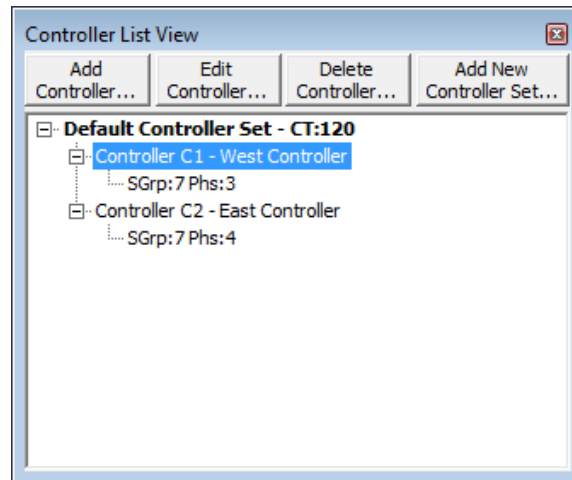 Controller List View
Add Controller...
Edit Controller...
Delete Controller...
Add New Controller Set...
Default Controller Set - CT:120
Controller C1 - West Controller
SGrp:7 Phs:3
Controller C2 - East Controller
SGrp:7 Phs:4